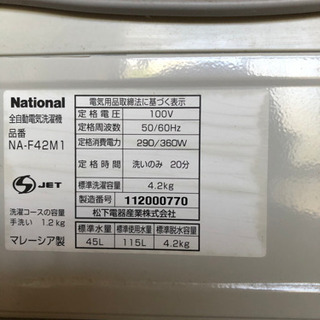 National
全自動電気洗濯機
品番
NA-F42M1
JET
洗濯コースの容量
手洗い 1.2kg
マレーシア製
電気用品取締法に基づく表示
定格電圧 100V
定格周波数 50/60Hz
定格消費電力 290/360W
定格時間 洗いのみ 20分
標準洗濯容量 4.2kg
製造番号 112000770
松下電器産業株式会社
標準水量 標準使用水量 標準脱水容量
45L 115L 4.2kg